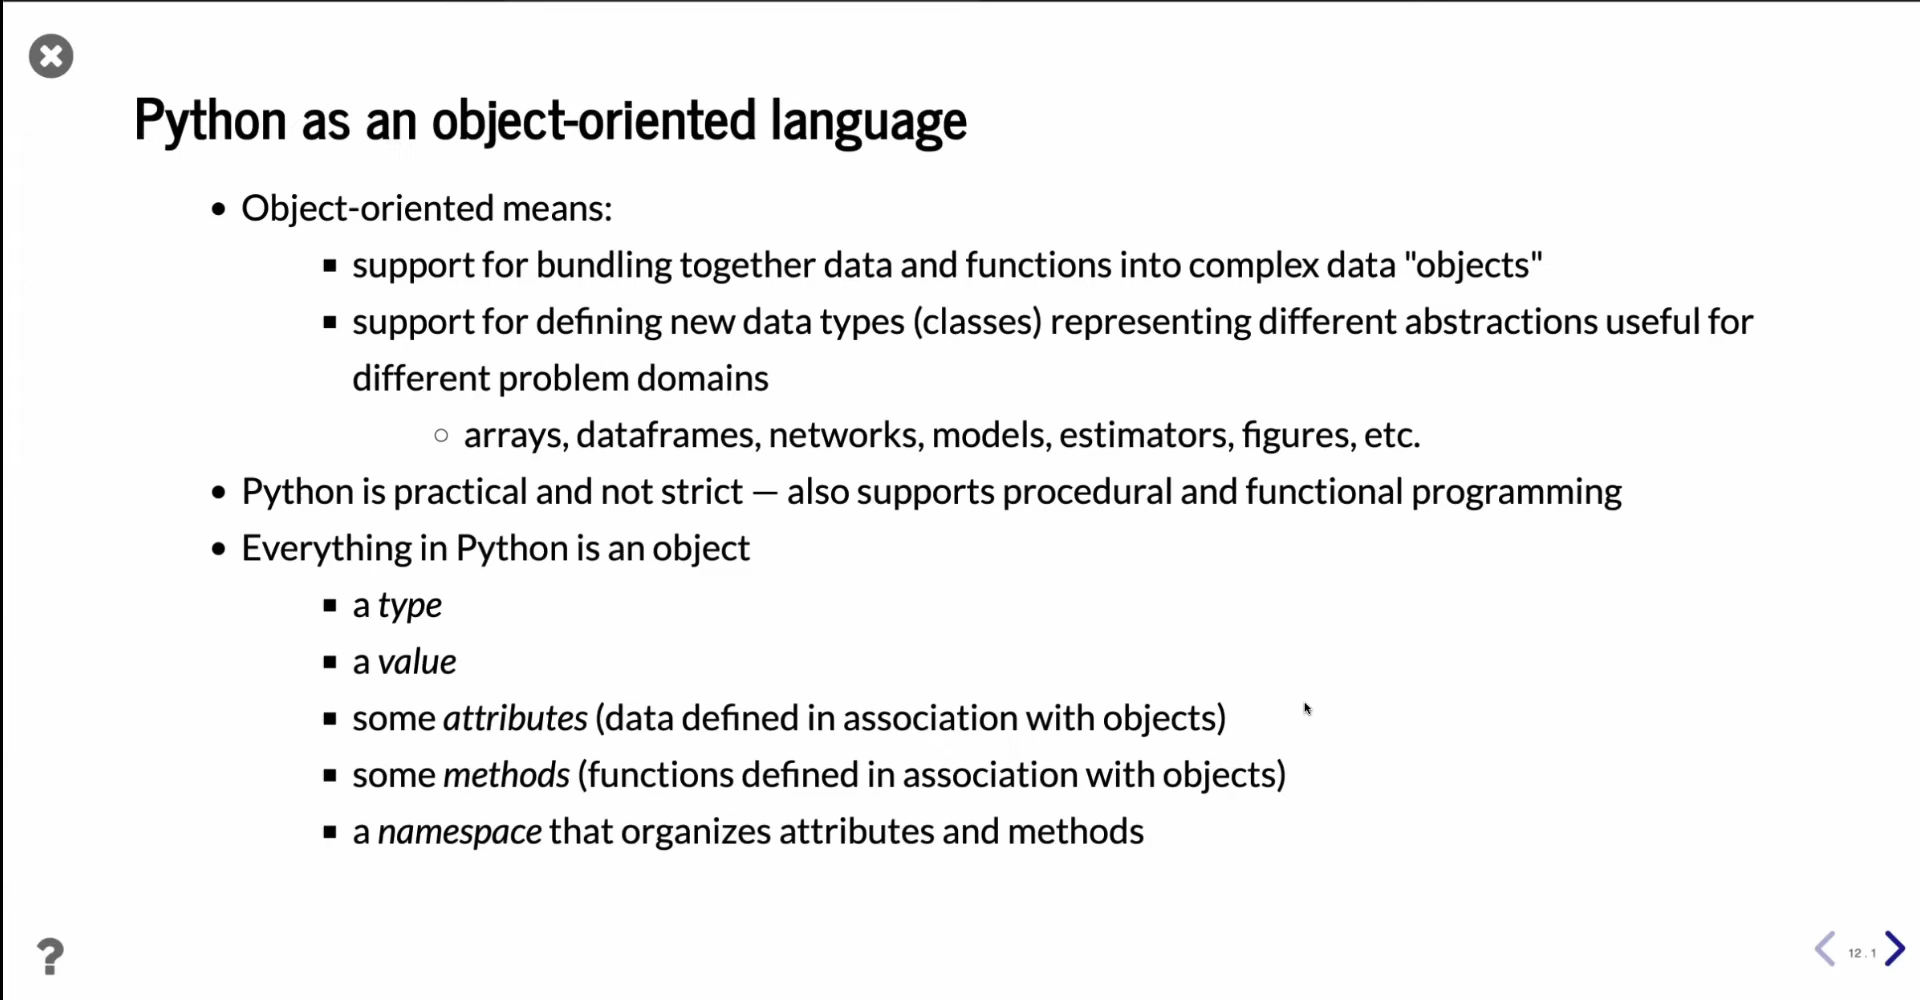 Python as an object-oriented language
• Object-oriented means:
▪ support for bundling together data and functions into complex data "objects"
▪ support for defining new data types (classes) representing different abstractions useful for
different problem domains
○ arrays, dataframes, networks, models, estimators, figures, etc.
• Python is practical and not strict — also supports procedural and functional programming
• Everything in Python is an object
▪ a type
▪ a value
▪ some attributes (data defined in association with objects)
▪ some methods (functions defined in association with objects)
▪ a namespace that organizes attributes and methods
?
12.1